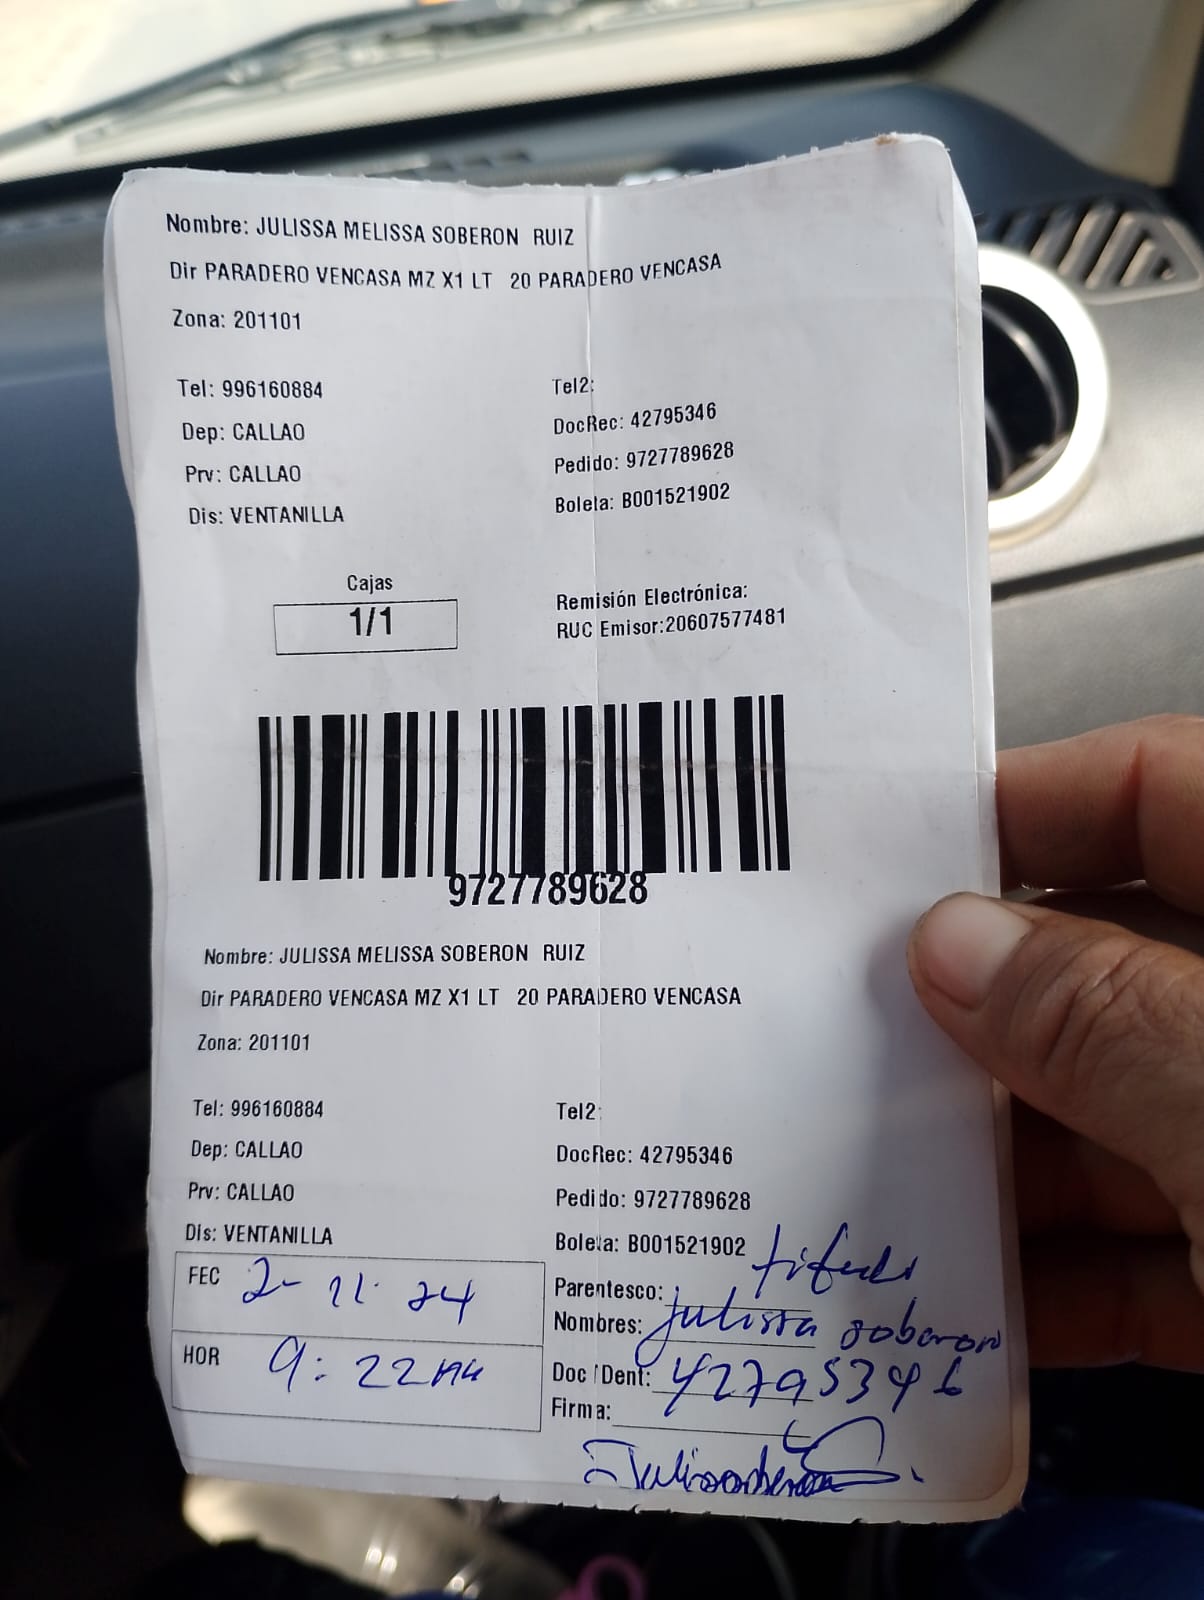 Nombre: JULISSA MELISSA SOBERON RUIZ
Dir PARADERO VENCASA MZ X1 LT 20 PARADERO VENCASA
Zona: 201101
Tel: 996160884 Tel2:
Dep: CALLAO DocRec: 42795346
Prv: CALLAO Pedido: 9727789628
Dis: VENTANILLA Boleta: B001521902
Cajas
1/1
Remisión Electrónica:
RUC Emisor:20607577481
9727789628
Nombre: JULISSA MELISSA SOBERON RUIZ
Dir PARADERO VENCASA MZ X1 LT 20 PARADERO VENCASA
Zona: 201101
Tel: 996160884 Tel2:
Dep: CALLAO DocRec: 42795346
Prv: CALLAO Pedido: 9727789628
Dis: VENTANILLA Boleta: B001521902
FEC 2-11-24
Parentesco:
Nombres: Julissa soberon
HOR 9:22 AM
Doc/Dent: 42795346
Firma: